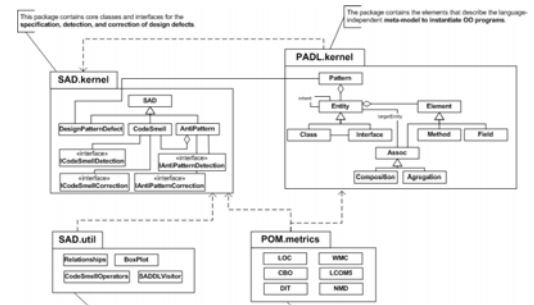 This package contains core classes and interfaces for the
specification, detection, and correction of design defects.
The package contains the elements that describe the language-
independent meta-model to instantiate OO programs.
SAD.kernel
SAD
DesignPatternDefect
CodeSmell
AntiPattern
«interface»
ICodeSmellDetection
«interface»
IAntiPatternDetection
«interface»
ICodeSmellCorrection
«interface»
IAntiPatternCorrection
PADL.kernel
Pattern
inherit
Entity
Element
targetEntity
Class
Interface
Method
Field
Assoc
Composition
Agregation
SAD.util
Relationships
BoxPlot
CodeSmellOperators
SADDLVisitor
POM.metrics
LOC
WMC
CBO
LCOM5
DIT
NMD